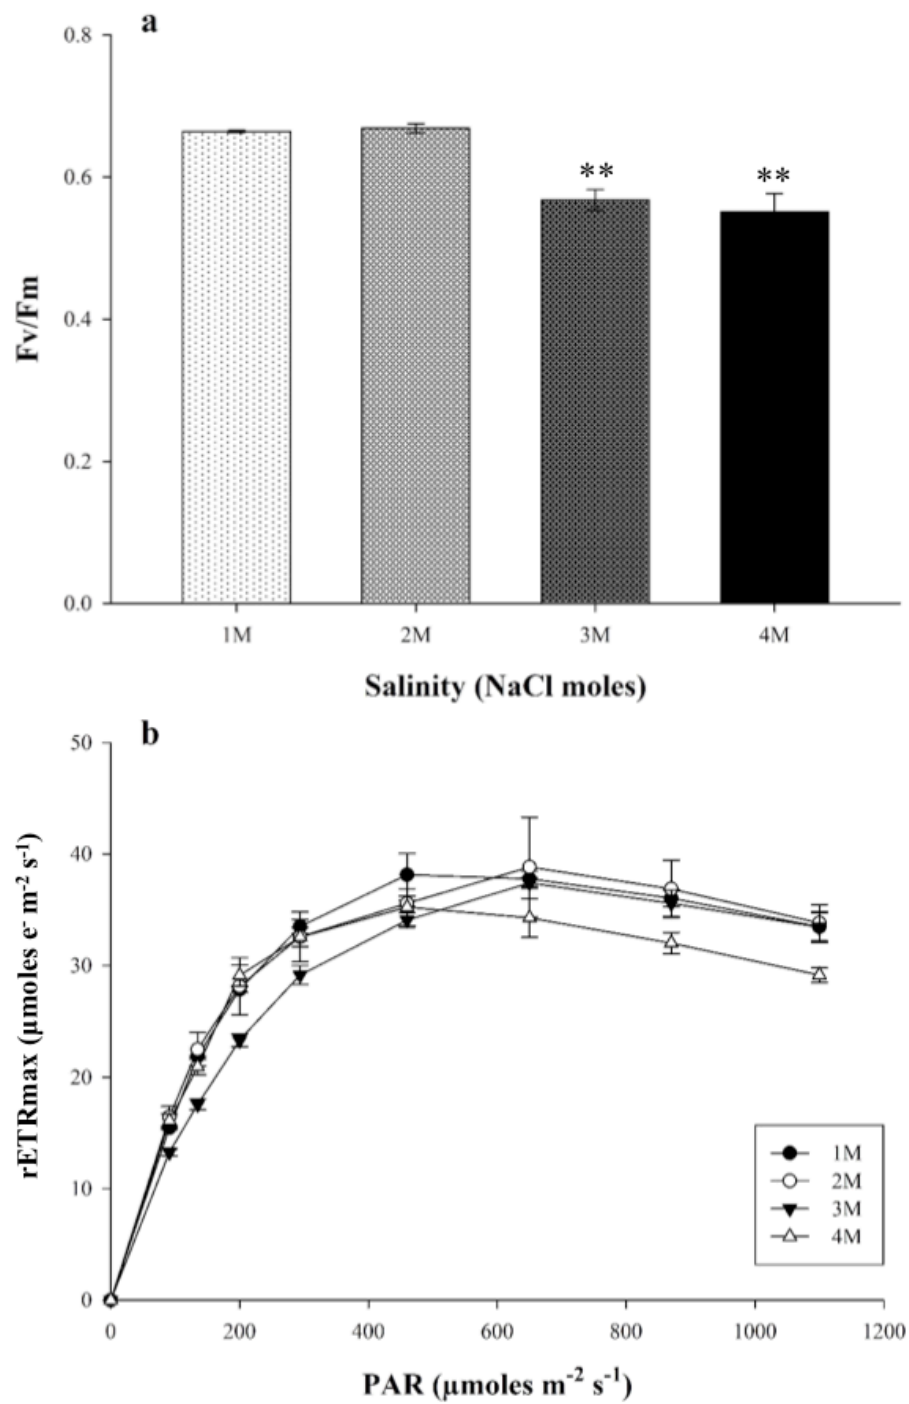 a
0.8
0.6
0.4
0.2
0.0
Fv/Fm
**
**
1M
2M
3M
4M
Salinity (NaCl moles)
b
50
40
30
20
10
0
rETRmax (µmoles e⁻ m⁻² s⁻¹)
1M
2M
3M
4M
0
200
400
600
800
1000
1200
PAR (µmoles m⁻² s⁻¹)